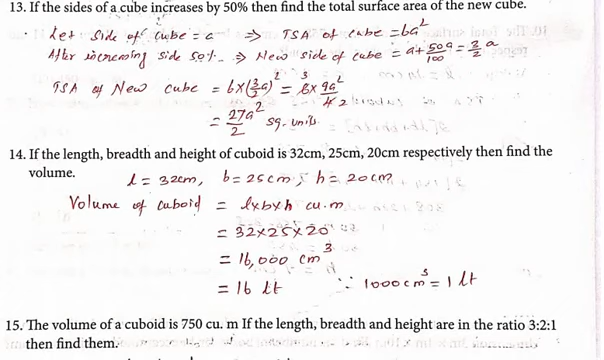 13. If the sides of a cube increases by 50% then find the total surface area of the new cube.
Let side of cube = a ⇒ TSA of cube = 6a²
After increasing side 50% ⇒ New side of cube = a + 50a/100 = 3/2 a
TSA of New cube = 6×(3/2 a)² = 6̶ 3 × 9a²/4̶ 2
= 27a²/2 sq. units
14. If the length, breadth and height of cuboid is 32cm, 25cm, 20cm respectively then find the
volume.
l = 32cm, b = 25cm, h = 20cm
Volume of cuboid = l×b×h cu.m
= 32×25×20
= 16,000 cm³
= 16 lt ∵ 1000cm³ = 1 lt
15. The volume of a cuboid is 750 cu. m If the length, breadth and height are in the ratio 3:2:1
then find them.